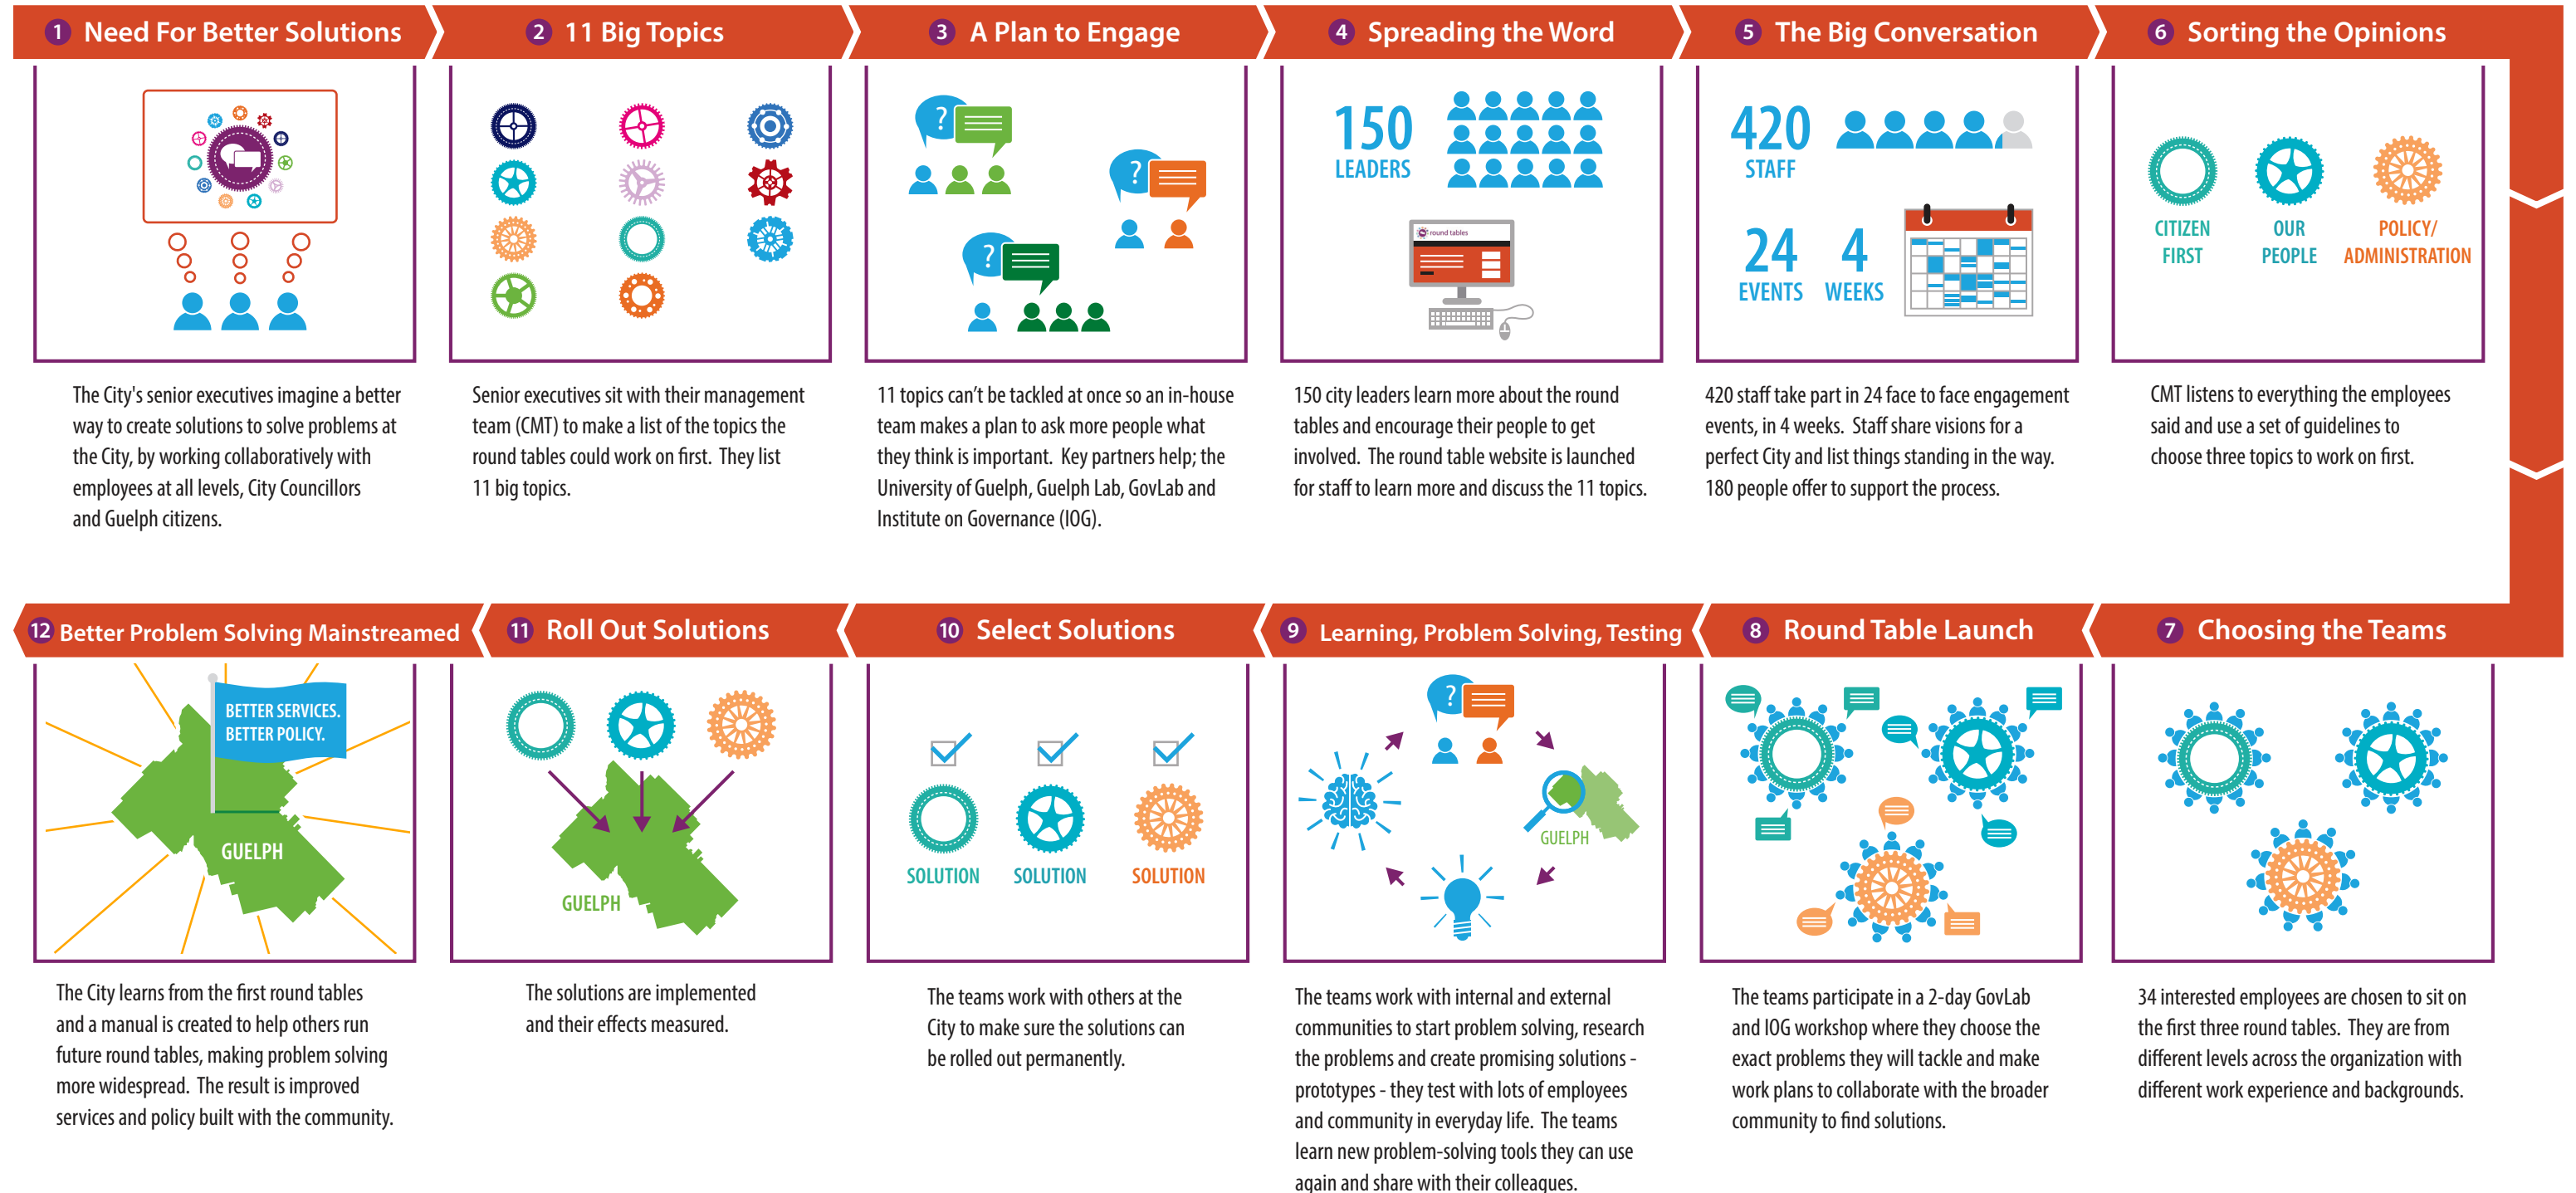 1 Need For Better Solutions
The City's senior executives imagine a better
way to create solutions to solve problems at
the City, by working collaboratively with
employees at all levels, City Councillors
and Guelph citizens.
2 11 Big Topics
Senior executives sit with their management
team (CMT) to make a list of the topics the
round tables could work on first. They list
11 big topics.
3 A Plan to Engage
?
?
?
11 topics can't be tackled at once so an in-house
team makes a plan to ask more people what
they think is important. Key partners help; the
University of Guelph, Guelph Lab, GovLab and
Institute on Governance (IOG).
4 Spreading the Word
150
LEADERS
round tables
150 city leaders learn more about the round
tables and encourage their people to get
involved. The round table website is launched
for staff to learn more and discuss the 11 topics.
5 The Big Conversation
420
STAFF
24 4
EVENTS WEEKS
420 staff take part in 24 face to face engagement
events, in 4 weeks. Staff share visions for a
perfect City and list things standing in the way.
180 people offer to support the process.
6 Sorting the Opinions
CITIZEN
FIRST
OUR
PEOPLE
POLICY/
ADMINISTRATION
CMT listens to everything the employees
said and use a set of guidelines to
choose three topics to work on first.
7 Choosing the Teams
34 interested employees are chosen to sit on
the first three round tables. They are from
different levels across the organization with
different work experience and backgrounds.
8 Round Table Launch
The teams participate in a 2-day GovLab
and IOG workshop where they choose the
exact problems they will tackle and make
work plans to collaborate with the broader
community to find solutions.
9 Learning, Problem Solving, Testing
?
GUELPH
The teams work with internal and external
communities to start problem solving, research
the problems and create promising solutions -
prototypes - they test with lots of employees
and community in everyday life. The teams
learn new problem-solving tools they can use
again and share with their colleagues.
10 Select Solutions
SOLUTION SOLUTION SOLUTION
The teams work with others at the
City to make sure the solutions can
be rolled out permanently.
11 Roll Out Solutions
GUELPH
The solutions are implemented
and their effects measured.
12 Better Problem Solving Mainstreamed
BETTER SERVICES.
BETTER POLICY.
GUELPH
The City learns from the first round tables
and a manual is created to help others run
future round tables, making problem solving
more widespread. The result is improved
services and policy built with the community.